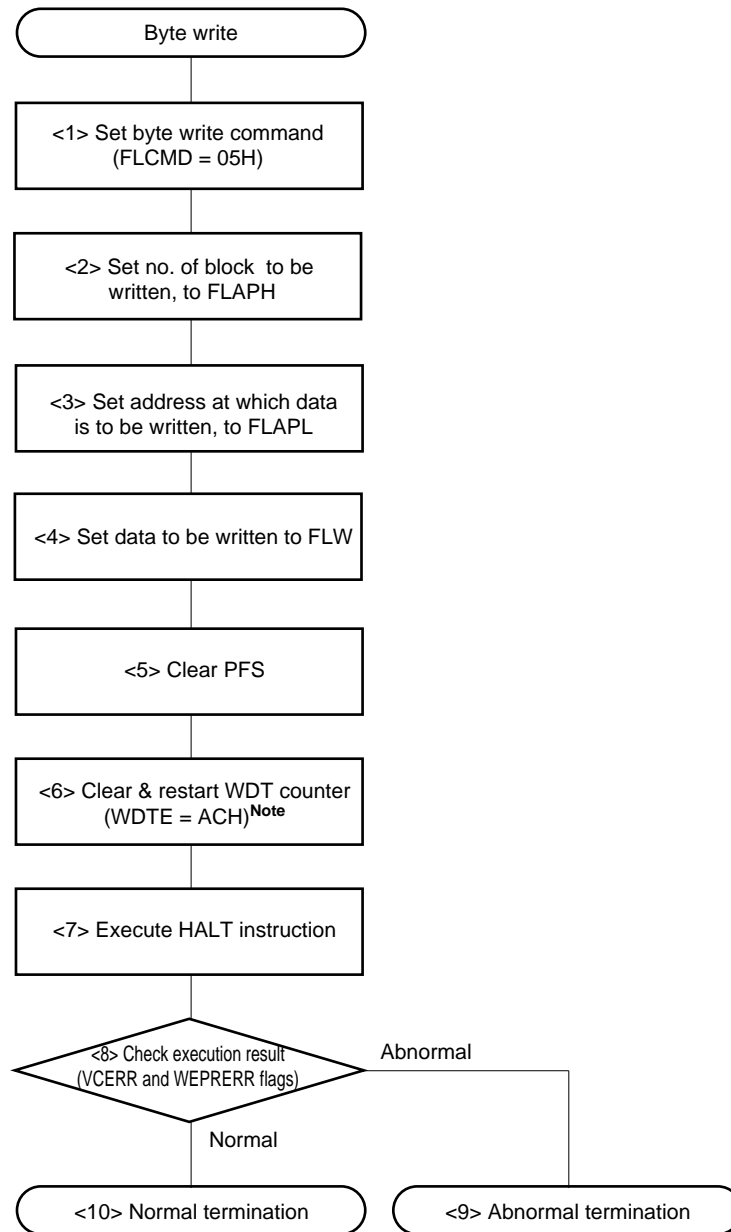 Byte write
<1> Set byte write command
(FLCMD = 05H)
<2> Set no. of block to be
written, to FLAPH
<3> Set address at which data
is to be written, to FLAPL
<4> Set data to be written to FLW
<5> Clear PFS
<6> Clear & restart WDT counter
(WDTE = ACH)Note
<7> Execute HALT instruction
<8> Check execution result
(VCERR and WEPRERR flags)
Abnormal
Normal
<10> Normal termination
<9> Abnormal termination